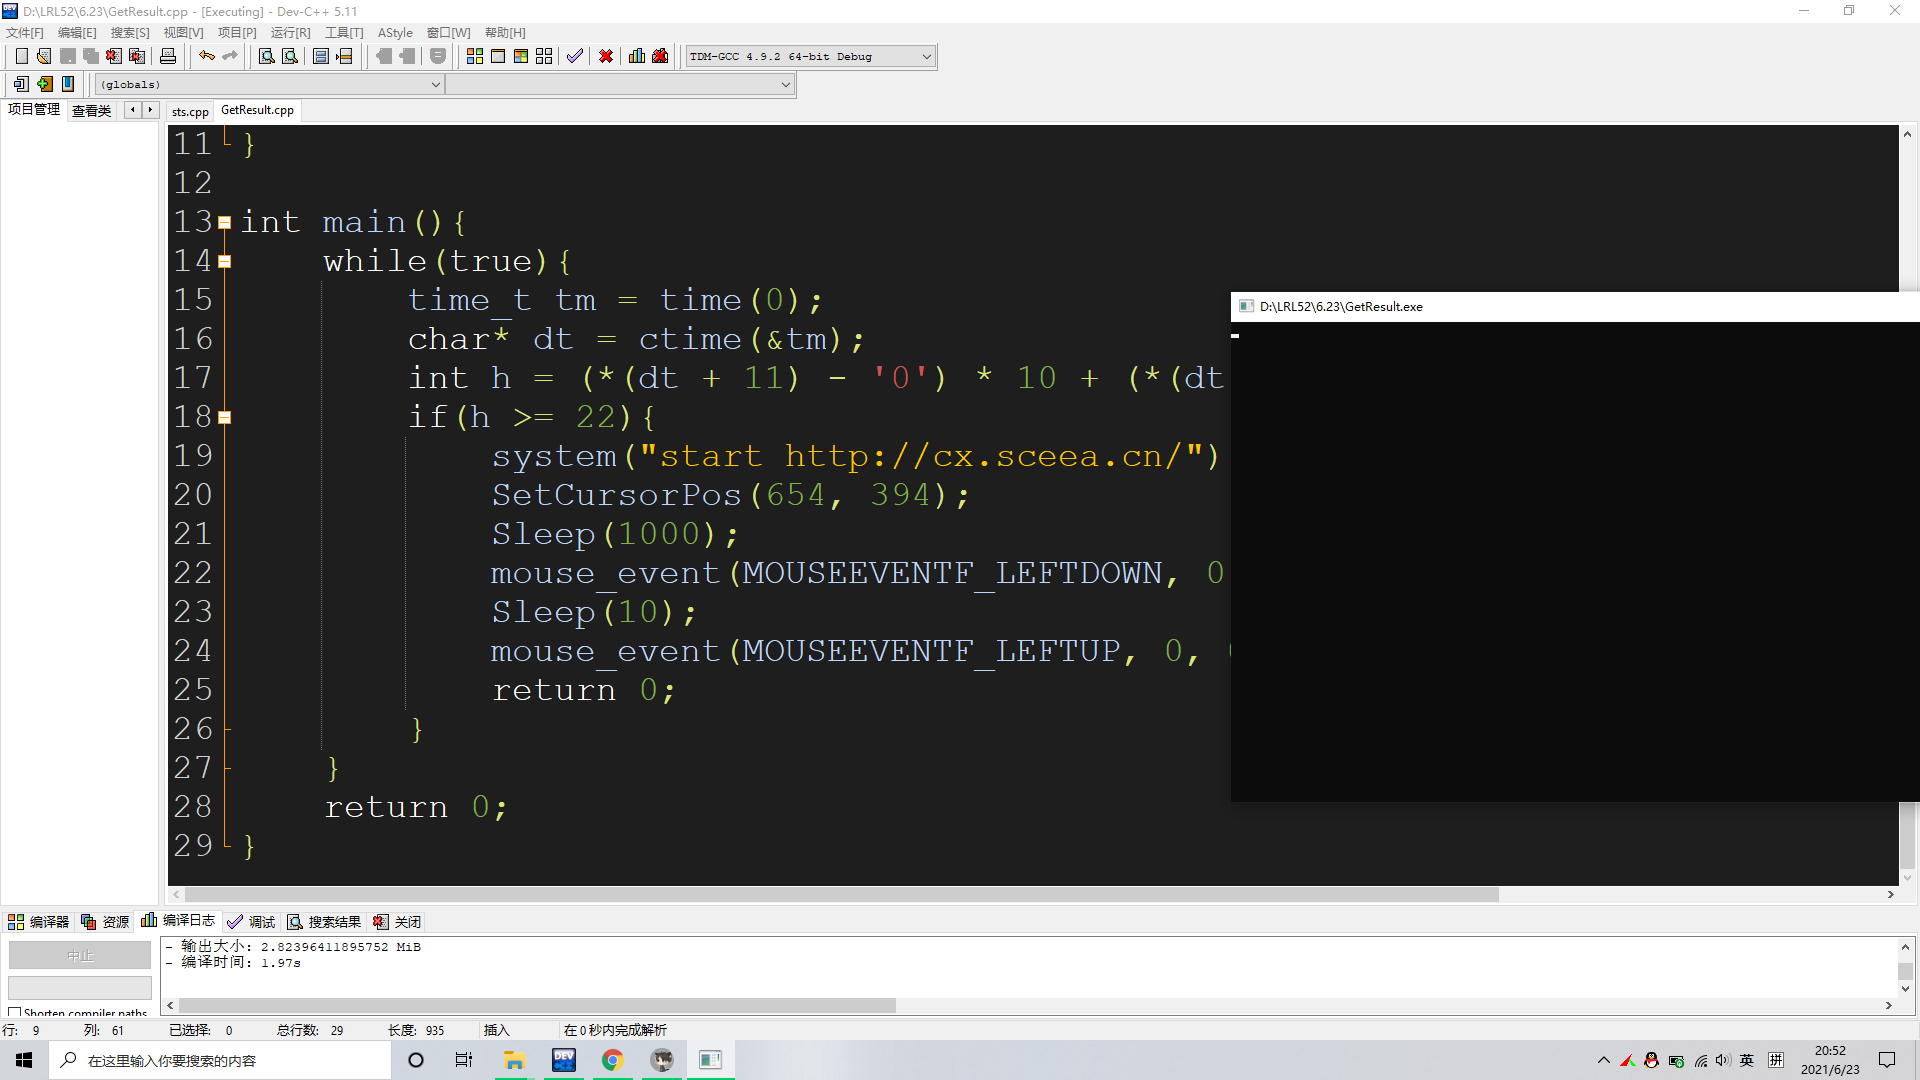 D:\LRL52\6.23\GetResult.cpp - [Executing] - Dev-C++ 5.11
文件[F] 编辑[E] 搜索[S] 视图[V] 项目[P] 运行[R] 工具[T] AStyle 窗口[W] 帮助[H]
TDM-GCC 4.9.2 64-bit Debug
(globals)
项目管理 查看类 sts.cpp GetResult.cpp
11 }
12
13 int main(){
14 while(true){
15 time_t tm = time(0);
16 char* dt = ctime(&tm);
17 int h = (*(dt + 11) - '0') * 10 + (*(dt
18 if(h >= 22){
19 system("start http://cx.sceea.cn/")
20 SetCursorPos(654, 394);
21 Sleep(1000);
22 mouse_event(MOUSEEVENTF_LEFTDOWN, 0
23 Sleep(10);
24 mouse_event(MOUSEEVENTF_LEFTUP, 0,
25 return 0;
26 }
27 }
28 return 0;
29 }
D:\LRL52\6.23\GetResult.exe
编译器 资源 编译日志 调试 搜索结果 关闭
中止
- 输出大小: 2.82396411895752 MiB
- 编译时间: 1.97s
Shorten compiler paths
行: 9 列: 61 已选择: 0 总行数: 29 长度: 935 插入 在 0 秒内完成解析
在这里输入你要搜索的内容
DEV
英
拼
20:52
2021/6/23